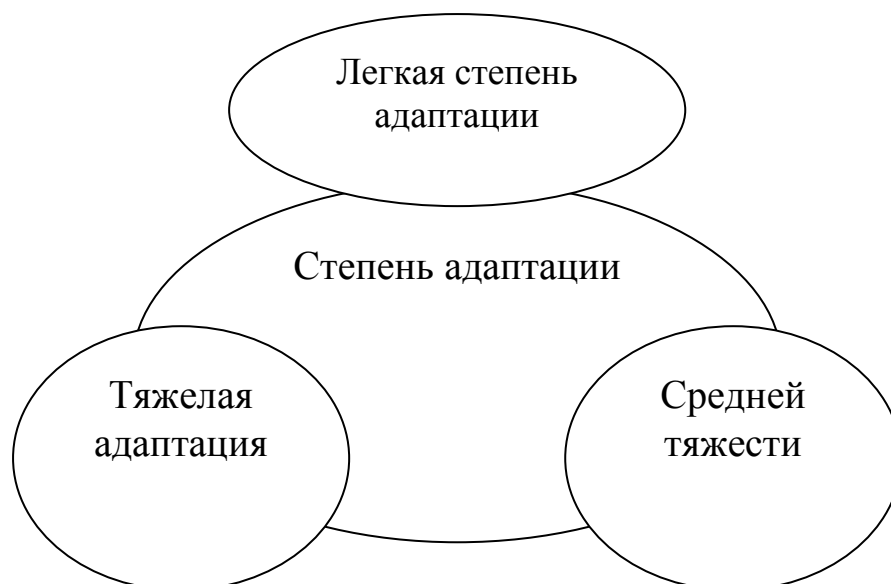 Легкая степень
адаптации
Степень адаптации
Тяжелая
адаптация
Средней
тяжести